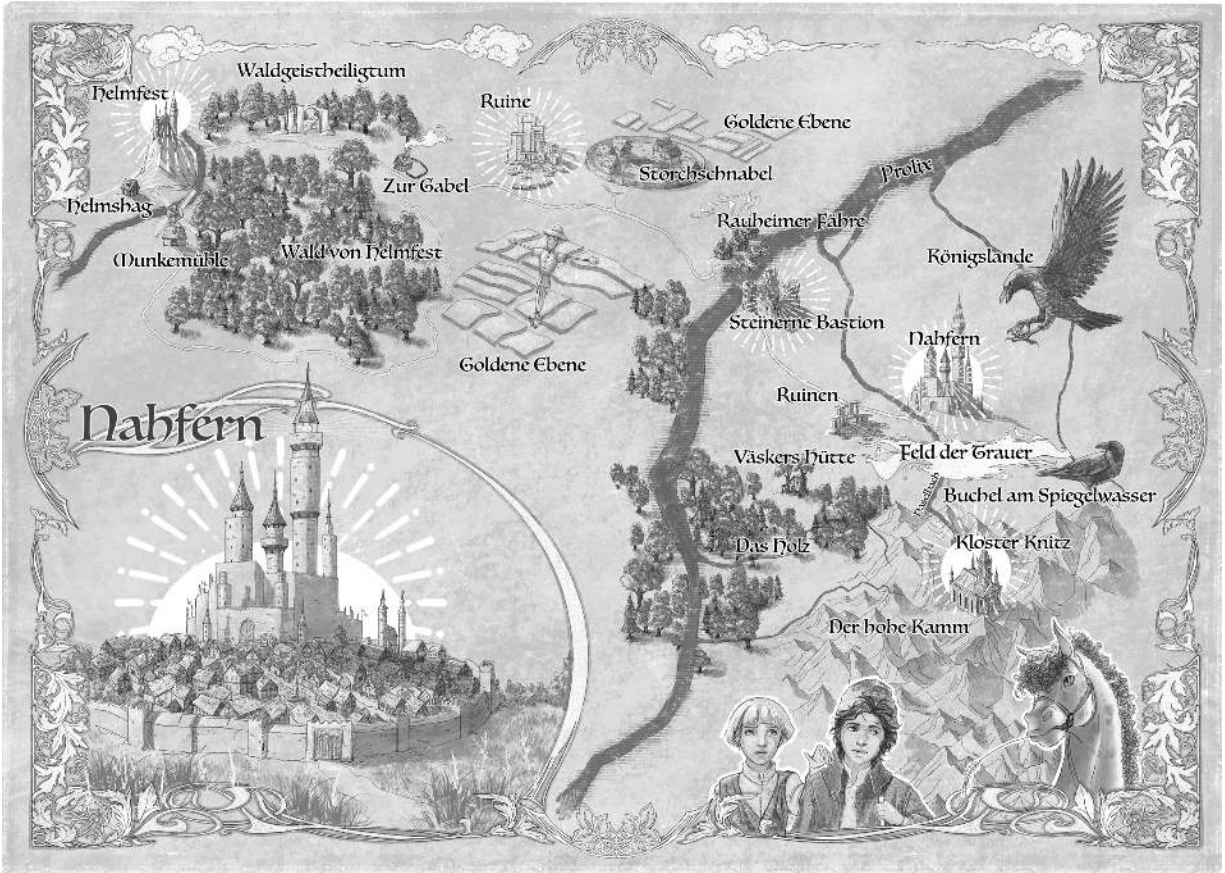 Helmfest
Waldgeistheiligtum
Ruine
Goldene Ebene
Zur Gabel
Storchschnabel
Prolix
Helmshag
Rauheimer Fähre
Munkemühle
Wald von Helmfest
Königslande
Steinerne Bastion
Nahfern
Goldene Ebene
Ruinen
Nahfern
Väskers Hütte
Feld der Trauer
Buchel am Spiegelwasser
Das Holz
Kloster Knitz
Der hohe Kamm